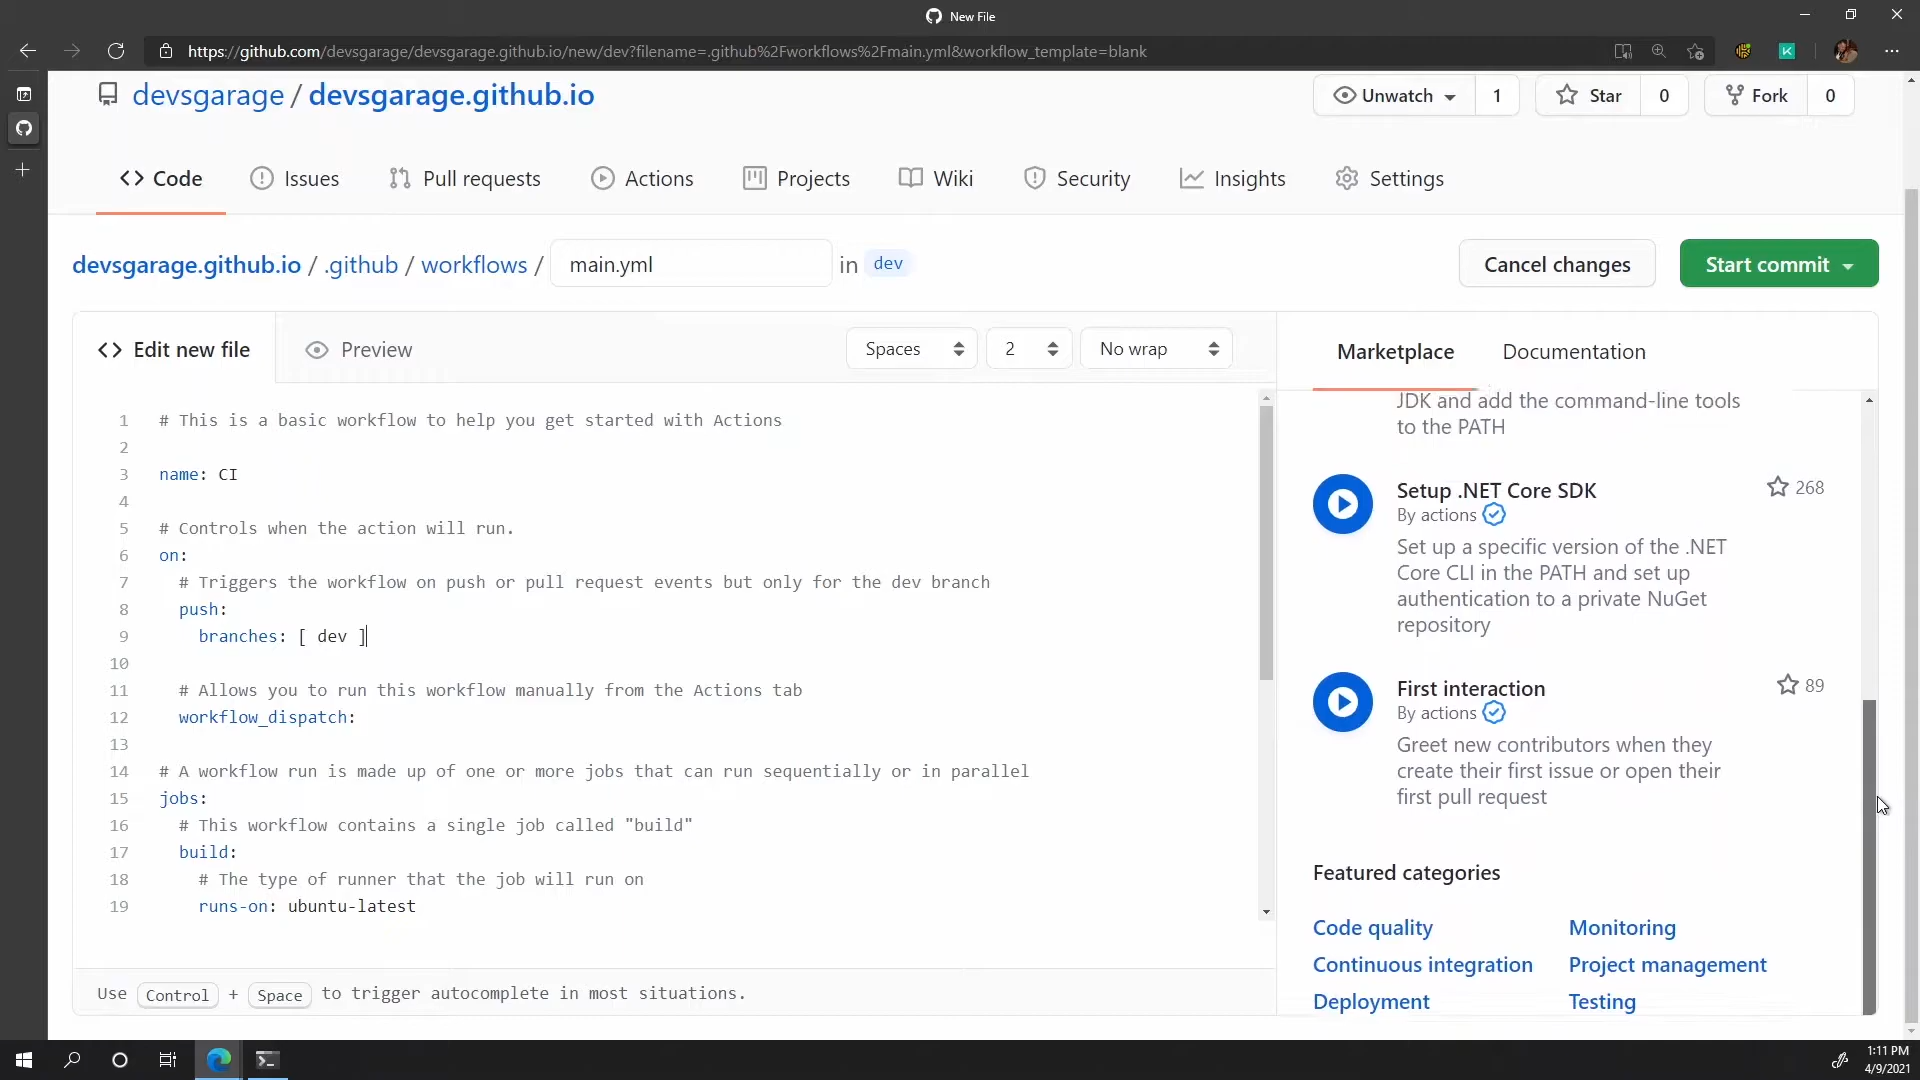 New File
https://github.com/devsgarage/devsgarage.github.io/new/dev?filename=.github%2Fworkflows%2Fmain.yml&workflow_template=blank
devsgarage / devsgarage.github.io
Unwatch 1 Star 0 Fork 0
Code Issues Pull requests Actions Projects Wiki Security Insights Settings
devsgarage.github.io / .github / workflows / main.yml in dev
Cancel changes Start commit
<> Edit new file Preview Spaces 2 No wrap
1 # This is a basic workflow to help you get started with Actions
2
3 name: CI
4
5 # Controls when the action will run.
6 on:
7 # Triggers the workflow on push or pull request events but only for the dev branch
8 push:
9 branches: [ dev ]
10
11 # Allows you to run this workflow manually from the Actions tab
12 workflow_dispatch:
13
14 # A workflow run is made up of one or more jobs that can run sequentially or in parallel
15 jobs:
16 # This workflow contains a single job called "build"
17 build:
18 # The type of runner that the job will run on
19 runs-on: ubuntu-latest
Use Control + Space to trigger autocomplete in most situations.
Marketplace Documentation
JDK and add the command-line tools
to the PATH
Setup .NET Core SDK 268
By actions
Set up a specific version of the .NET
Core CLI in the PATH and set up
authentication to a private NuGet
repository
First interaction 89
By actions
Greet new contributors when they
create their first issue or open their
first pull request
Featured categories
Code quality Monitoring
Continuous integration Project management
Deployment Testing
1:11 PM
4/9/2021